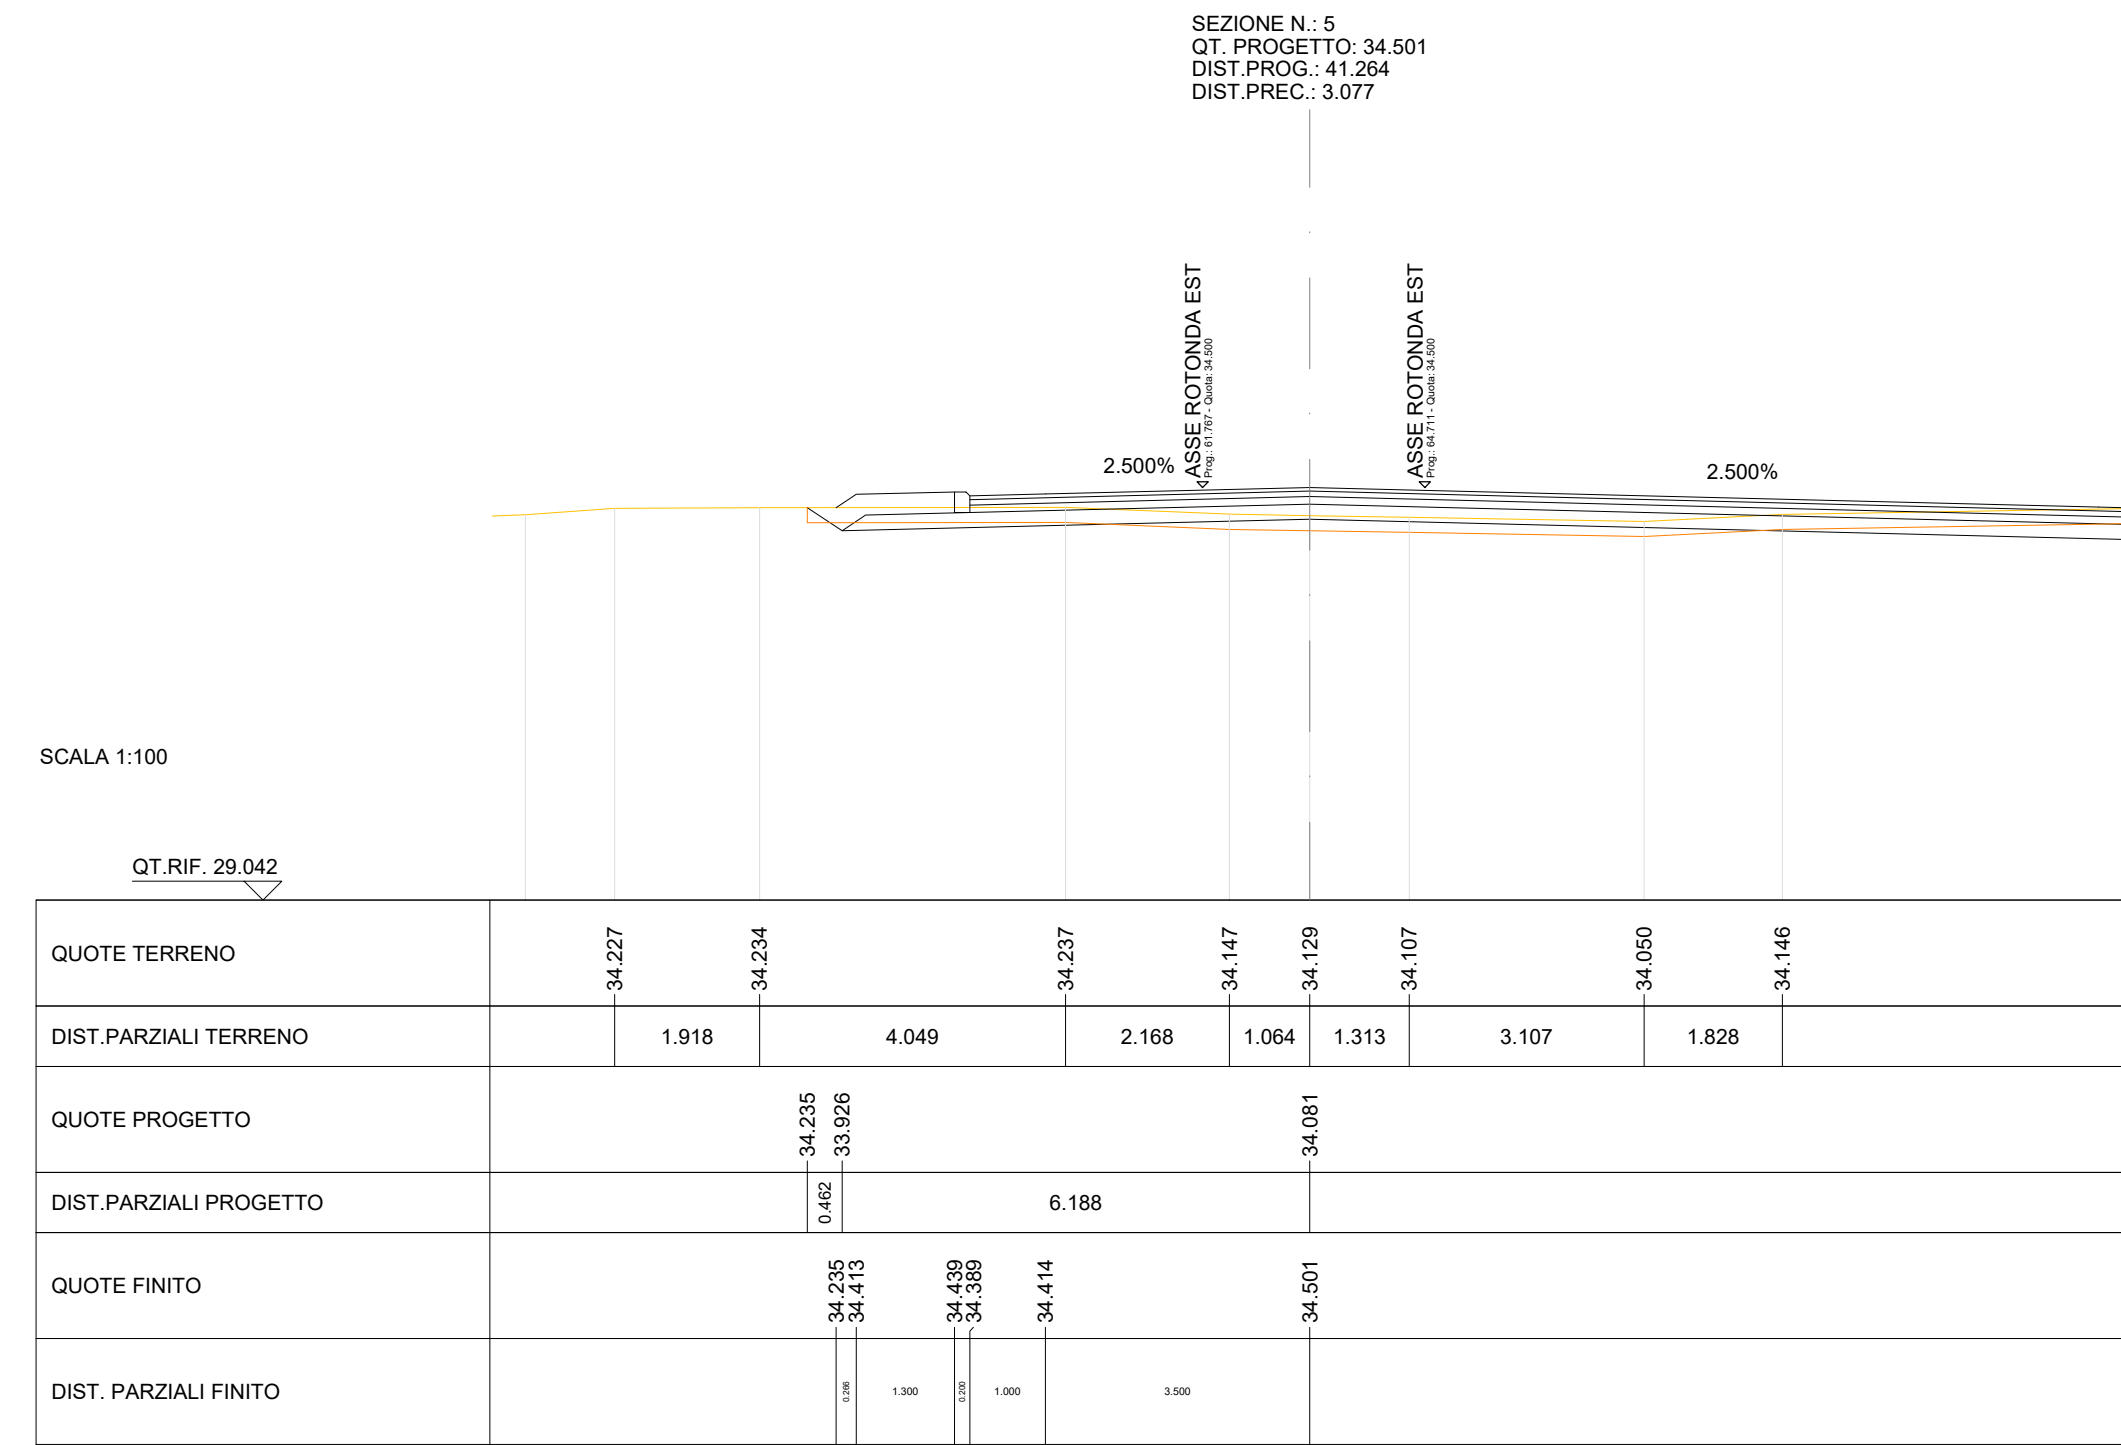 SEZIONE N.: 5
QT. PROGETTO: 34.501
DIST.PROG.: 41.264
DIST.PREC.: 3.077
ASSE ROTONDA EST
Prog.: 61.767 - Quota: 34.500
ASSE ROTONDA EST
Prog.: 64.711 - Quota: 34.500
2.500%
2.500%
SCALA 1:100
QT.RIF. 29.042
QUOTE TERRENO 34.227 34.234 34.237 34.147 34.129 34.107 34.050 34.146
DIST.PARZIALI TERRENO 1.918 4.049 2.168 1.064 1.313 3.107 1.828
QUOTE PROGETTO 34.235 33.926 34.081
DIST.PARZIALI PROGETTO 0.462 6.188
QUOTE FINITO 34.235 34.413 34.439 34.389 34.414 34.501
DIST. PARZIALI FINITO 0.266 1.300 0.200 1.000 3.500